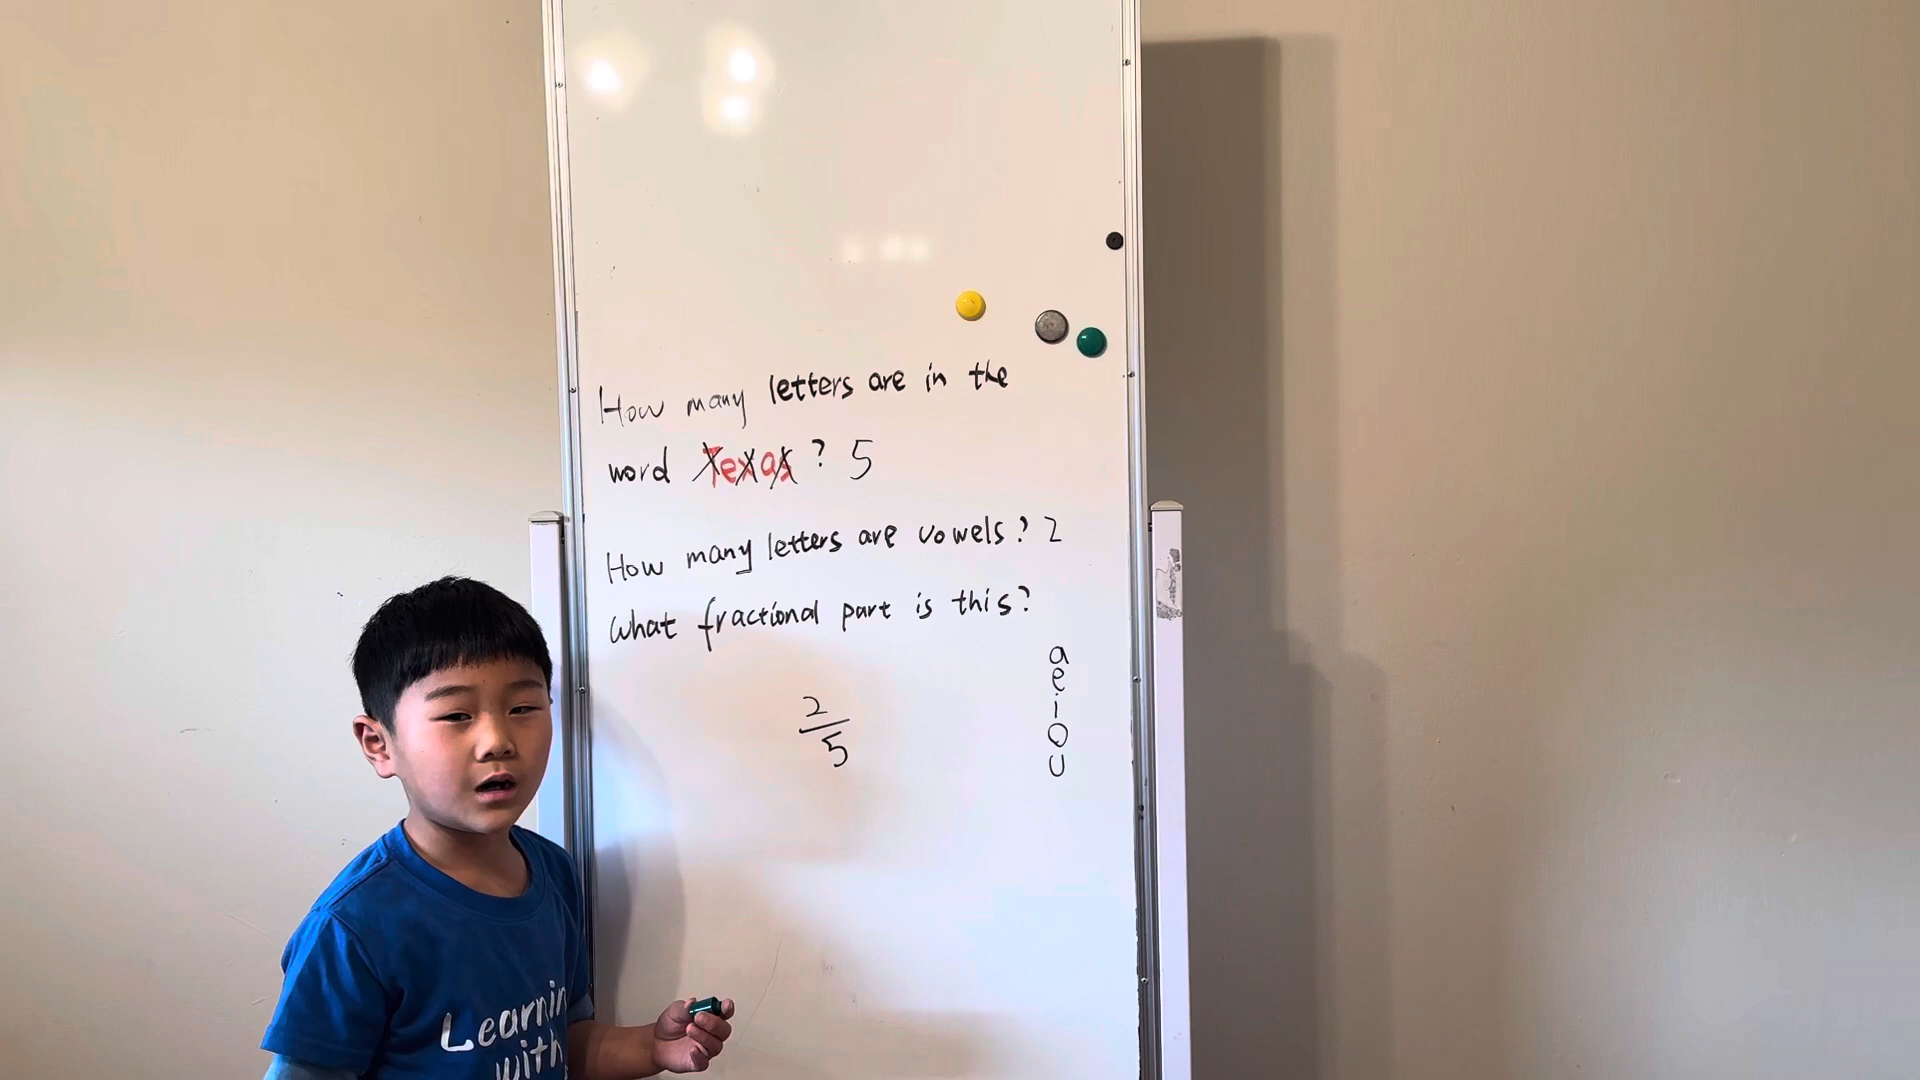 How many letters are in the
word Texas? 5
How many letters are vowels? 2
What fractional part is this?
a
e
i
o
u
2
5
Learnin
with